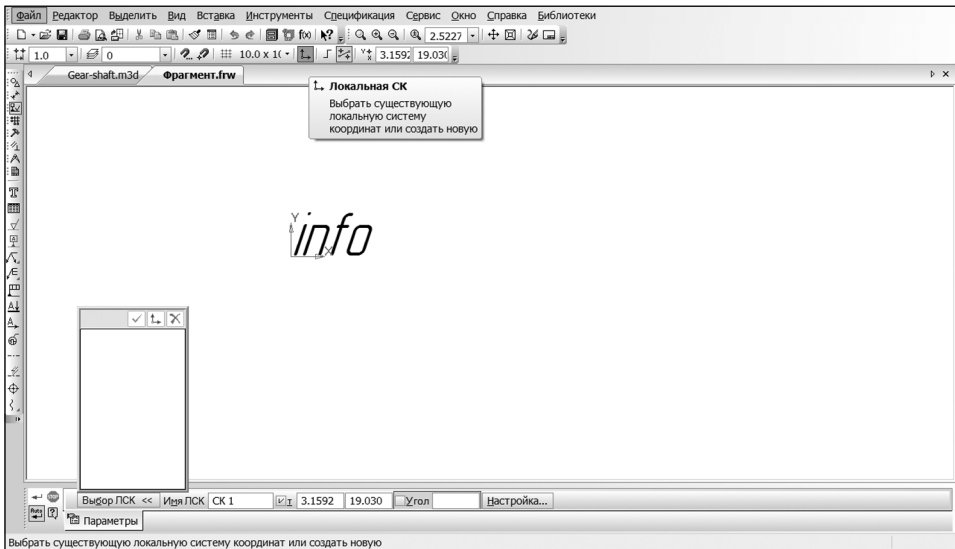 Файл Редактор Выделить Вид Вставка Инструменты Спецификация Сервис Окно Справка Библиотеки
f(x) 2.5227
1.0 0 10.0 x 1( 3.1592 19.03(
Gear-shaft.m3d Фрагмент.frw
Локальная СК
Выбрать существующую
локальную систему
координат или создать новую
Y
info
X
Выбор ПСК << Имя ЛСК СК 1 т 3.1592 19.030 Угол Настройка...
Параметры
Выбрать существующую локальную систему координат или создать новую